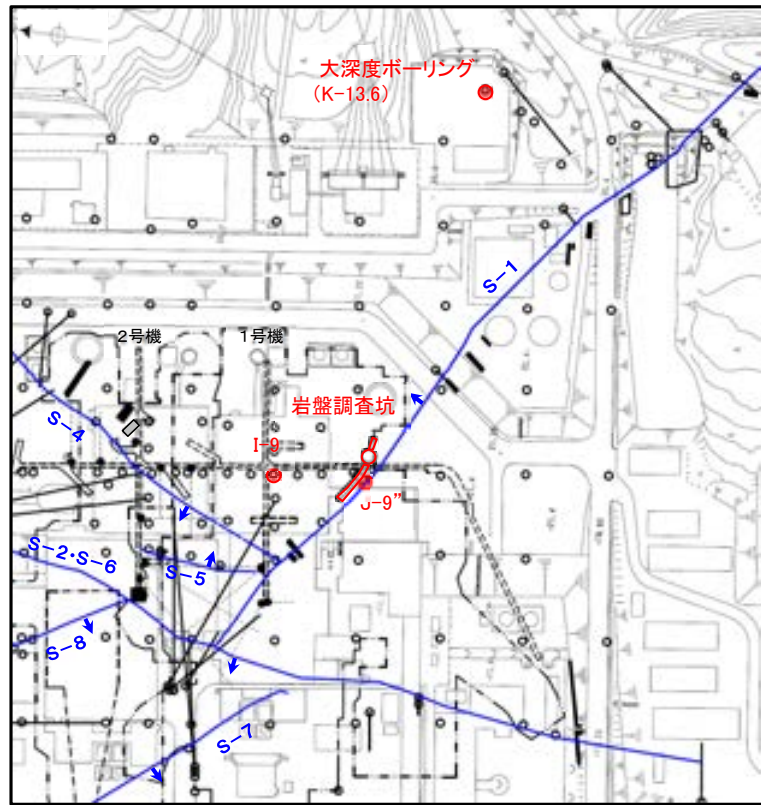 大深度ボーリング
(K-13.6)
S-1
2号機
1号機
岩盤調査坑
S-4
I-9
J-9”
S-2・S-6
S-5
S-8
S-7